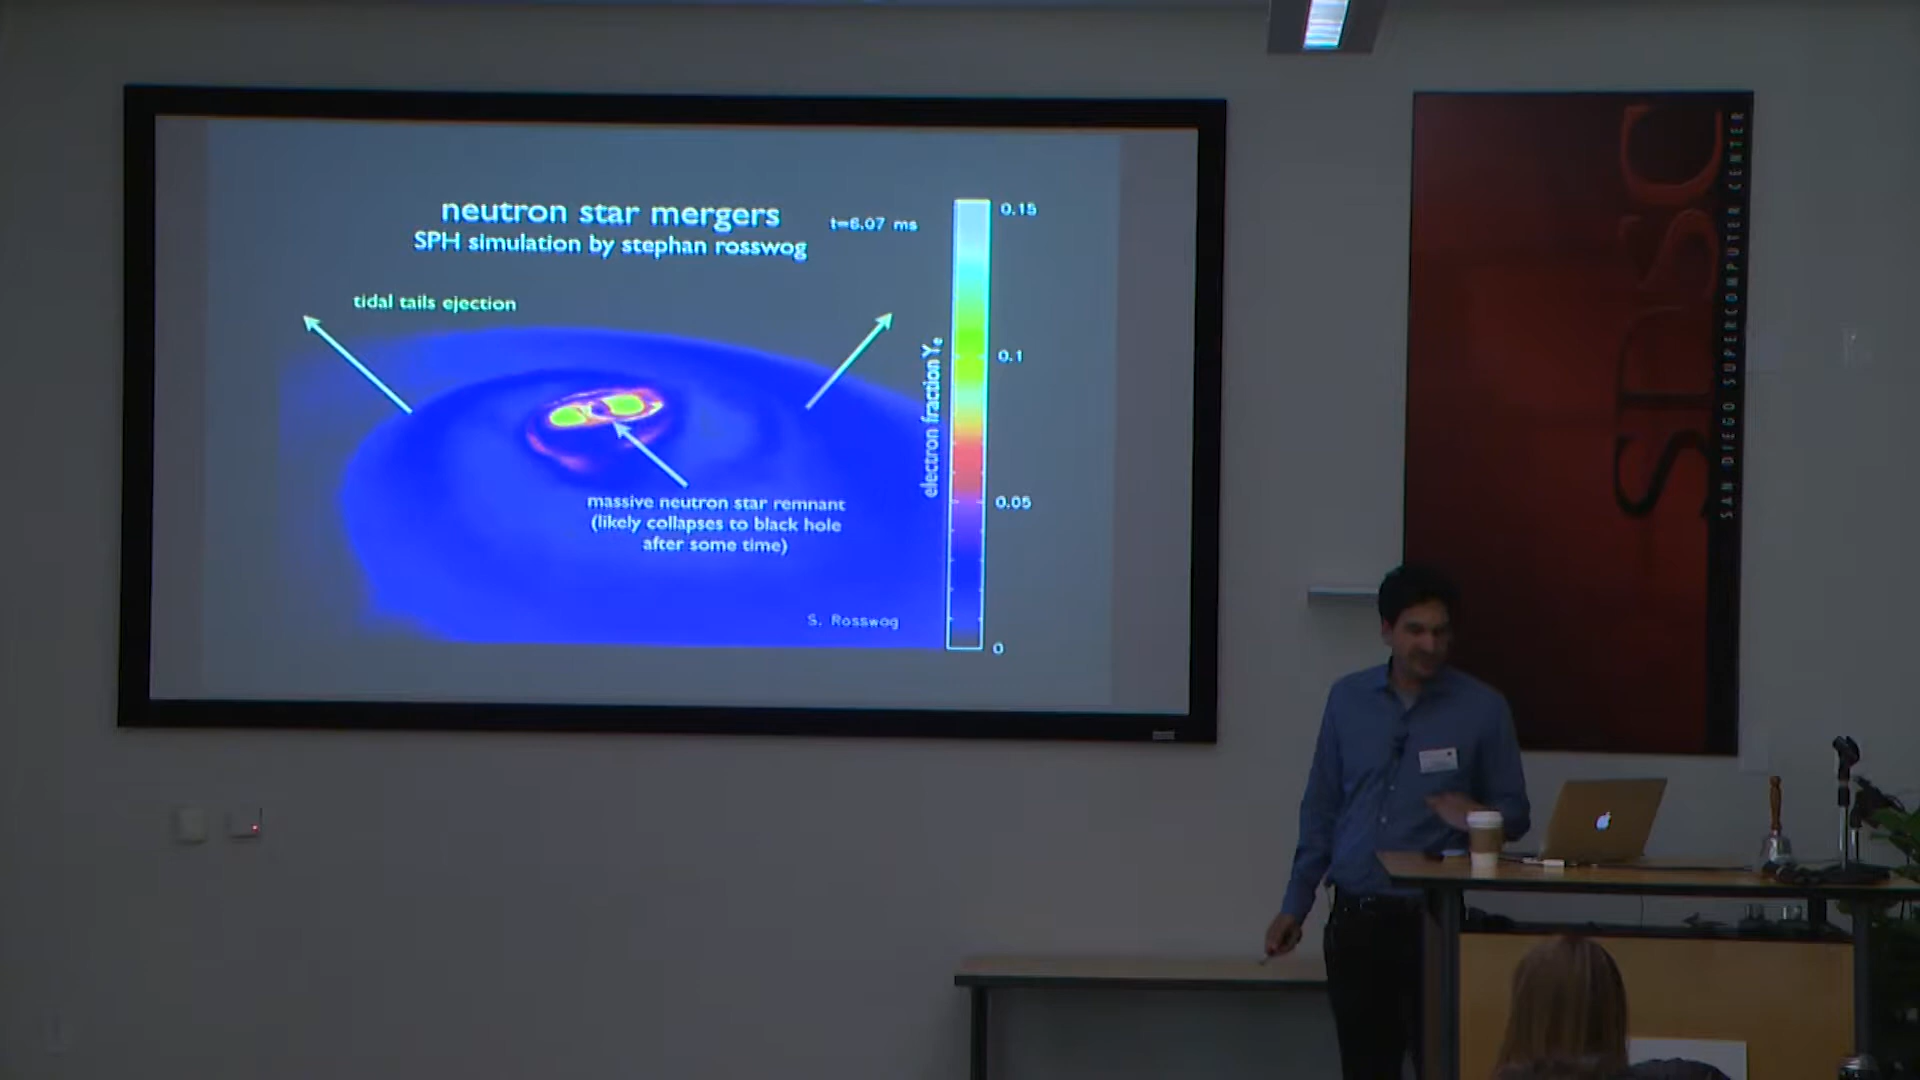 neutron star mergers
SPH simulation by stephan rosswog
t=6.07 ms
tidal tails ejection
massive neutron star remnant
(likely collapses to black hole
after some time)
S. Rosswog
electron fraction Ye
0.15
0.1
0.05
0
SDSC
SAN DIEGO SUPERCOMPUTER CENTER